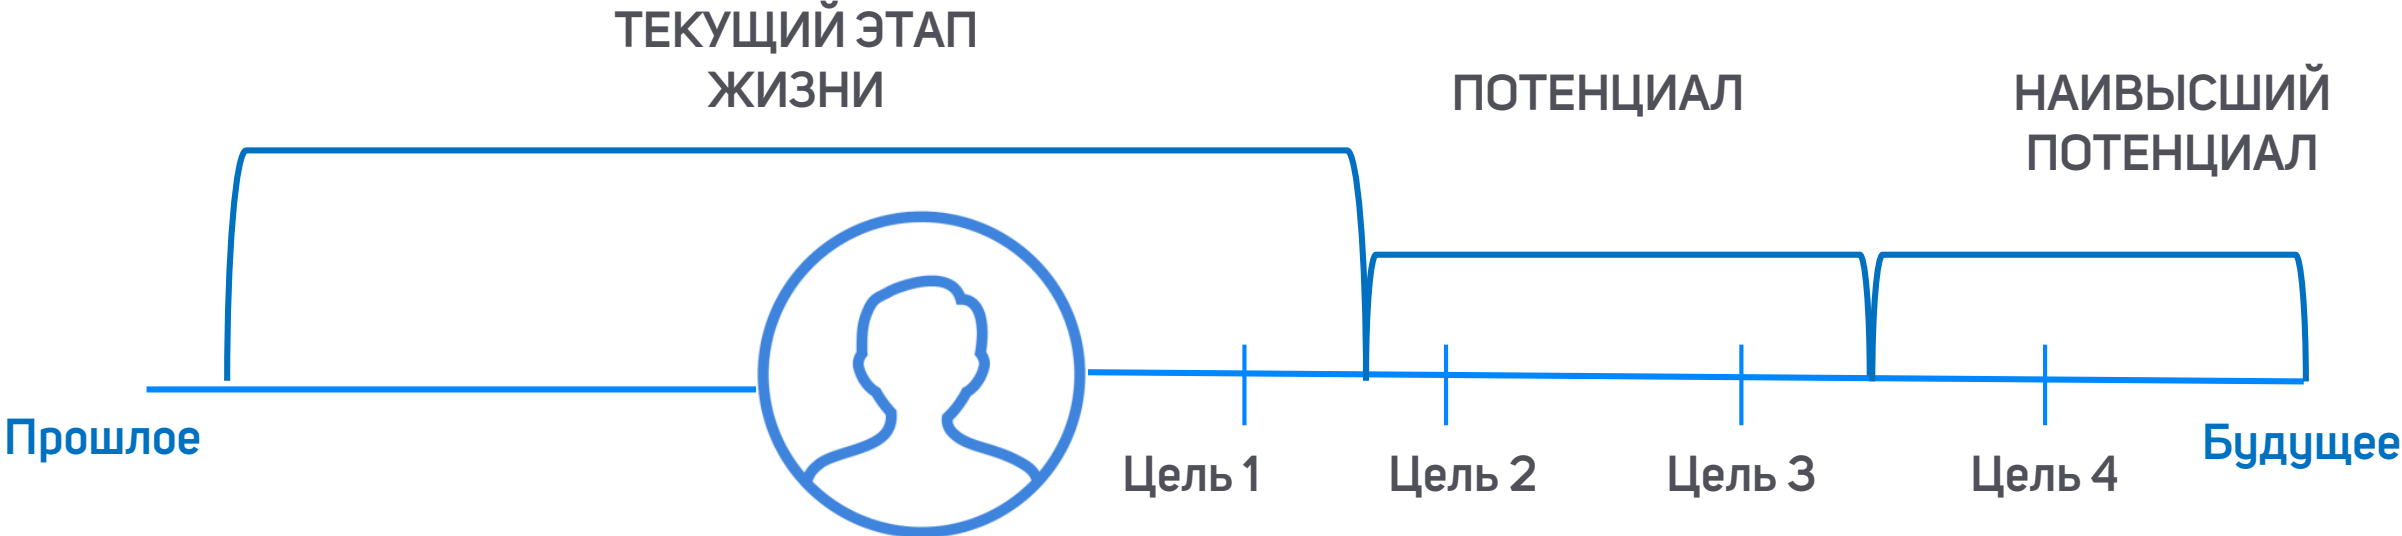 ТЕКУЩИЙ ЭТАП
ЖИЗНИ
ПОТЕНЦИАЛ
НАИВЫСШИЙ
ПОТЕНЦИАЛ
Прошлое
Будущее
Цель 1
Цель 2
Цель 3
Цель 4